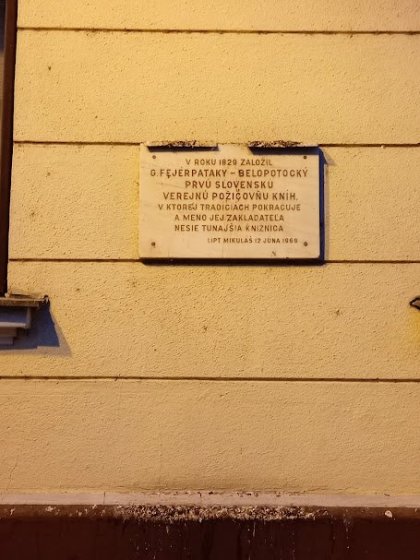 V ROKU 1829 ZALOŽIL
G. FEJÉRPATAKY – BELOPOTOCKÝ
PRVÚ SLOVENSKÚ
VEREJNÚ POŽIČOVŇU KNÍH.
V KTOREJ TRADÍCIACH POKRAČUJE
A MENO JEJ ZAKLADATEĽA
NESIE TUNAJŠIA KNIŽNICA
LIPT. MIKULÁŠ 12 JÚNA 1969